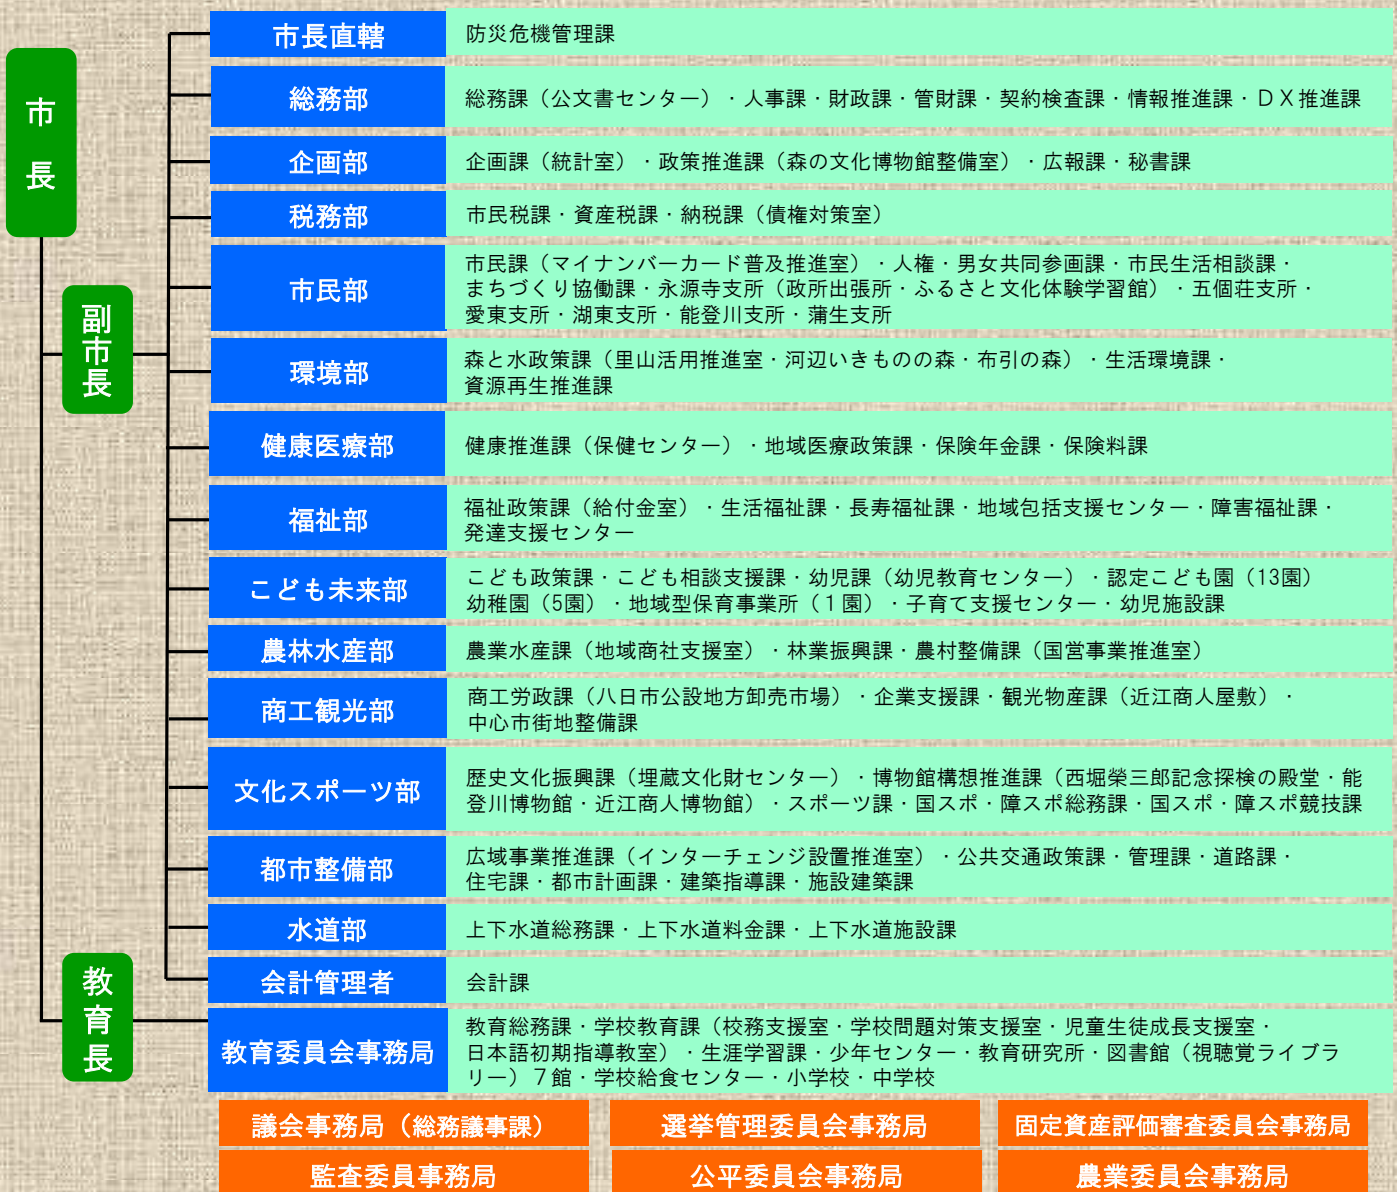 市長
副市長
教育長
市長直轄
防災危機管理課
総務部
総務課（公文書センター）・人事課・財政課・管財課・契約検査課・情報推進課・ＤＸ推進課
企画部
企画課（統計室）・政策推進課（森の文化博物館整備室）・広報課・秘書課
税務部
市民税課・資産税課・納税課（債権対策室）
市民部
市民課（マイナンバーカード普及推進室）・人権・男女共同参画課・市民生活相談課・
まちづくり協働課・永源寺支所（政所出張所・ふるさと文化体験学習館）・五個荘支所・
愛東支所・湖東支所・能登川支所・蒲生支所
環境部
森と水政策課（里山活用推進室・河辺いきものの森・布引の森）・生活環境課・
資源再生推進課
健康医療部
健康推進課（保健センター）・地域医療政策課・保険年金課・保険料課
福祉部
福祉政策課（給付金室）・生活福祉課・長寿福祉課・地域包括支援センター・障害福祉課・
発達支援センター
こども未来部
こども政策課・こども相談支援課・幼児課（幼児教育センター）・認定こども園（13園）
幼稚園（5園）・地域型保育事業所（１園）・子育て支援センター・幼児施設課
農林水産部
農業水産課（地域商社支援室）・林業振興課・農村整備課（国営事業推進室）
商工観光部
商工労政課（八日市公設地方卸売市場）・企業支援課・観光物産課（近江商人屋敷）・
中心市街地整備課
文化スポーツ部
歴史文化振興課（埋蔵文化財センター）・博物館構想推進課（西堀榮三郎記念探検の殿堂・能
登川博物館・近江商人博物館）・スポーツ課・国スポ・障スポ総務課・国スポ・障スポ競技課
都市整備部
広域事業推進課（インターチェンジ設置推進室）・公共交通政策課・管理課・道路課・
住宅課・都市計画課・建築指導課・施設建築課
水道部
上下水道総務課・上下水道料金課・上下水道施設課
会計管理者
会計課
教育委員会事務局
教育総務課・学校教育課（校務支援室・学校問題対策支援室・児童生徒成長支援室・
日本語初期指導教室）・生涯学習課・少年センター・教育研究所・図書館（視聴覚ライブラ
リー）７館・学校給食センター・小学校・中学校
議会事務局（総務議事課）
選挙管理委員会事務局
固定資産評価審査委員会事務局
監査委員事務局
公平委員会事務局
農業委員会事務局